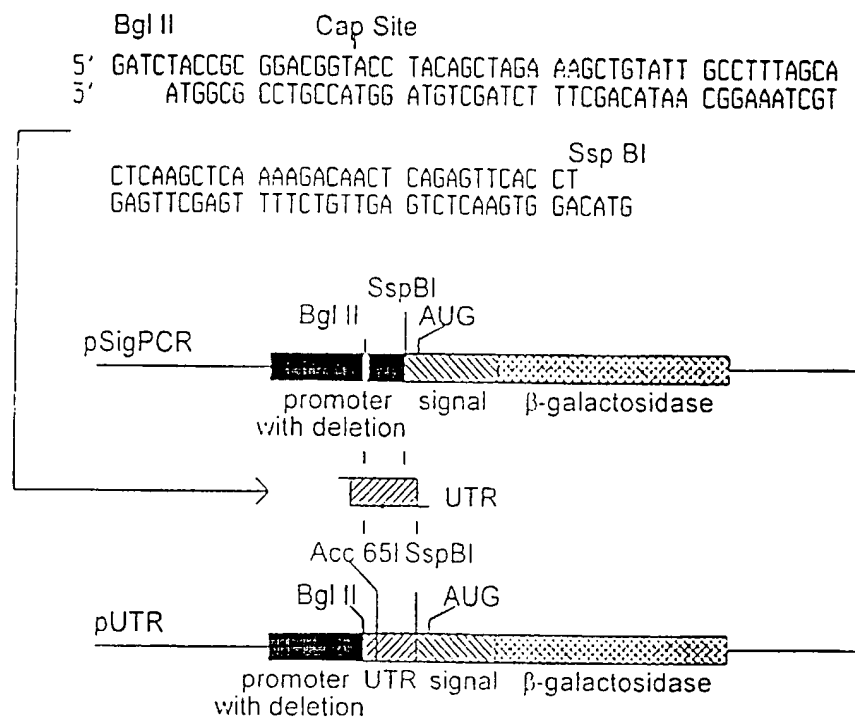 Bgl II Cap Site
5' GATCTACCGC GGACGGTACC TACAGCTAGA AAGCTGTATT GCCTTTAGCA
3' ATGGCG CCTGCCATGG ATGTCGATCT TTCGACATAA CGGAAATCGT
Ssp BI
CTCAAGCTCA AAAGACAACT CAGAGTTCAC CT
GAGTTCGAGT TTTCTGTTGA GTCTCAAGTG GACATG
SspBI
Bgl II AUG
pSigPCR
promoter signal β-galactosidase
with deletion
UTR
Acc 65I SspBI
Bgl II AUG
pUTR
promoter UTR signal β-galactosidase
with deletion